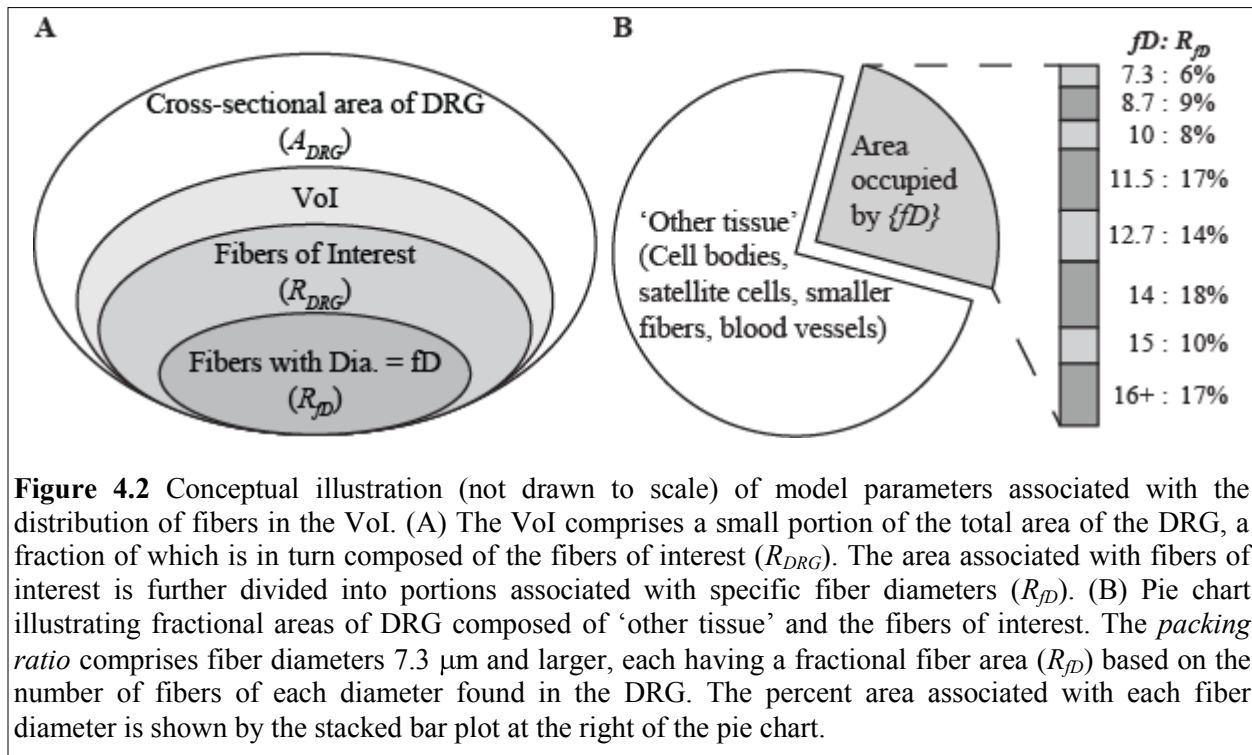 A
Cross-sectional area of DRG
(A_DRG)
VoI
Fibers of Interest
(R_DRG)
Fibers with Dia. = fD
(R_fD)
B
'Other tissue'
(Cell bodies,
satellite cells, smaller
fibers, blood vessels)
Area
occupied
by {fD}
fD: R_fD
7.3 : 6%
8.7 : 9%
10 : 8%
11.5 : 17%
12.7 : 14%
14 : 18%
15 : 10%
16+ : 17%
Figure 4.2 Conceptual illustration (not drawn to scale) of model parameters associated with the
distribution of fibers in the VoI. (A) The VoI comprises a small portion of the total area of the DRG, a
fraction of which is in turn composed of the fibers of interest (R_DRG). The area associated with fibers of
interest is further divided into portions associated with specific fiber diameters (R_fD). (B) Pie chart
illustrating fractional areas of DRG composed of 'other tissue' and the fibers of interest. The packing
ratio comprises fiber diameters 7.3 μm and larger, each having a fractional fiber area (R_fD) based on the
number of fibers of each diameter found in the DRG. The percent area associated with each fiber
diameter is shown by the stacked bar plot at the right of the pie chart.